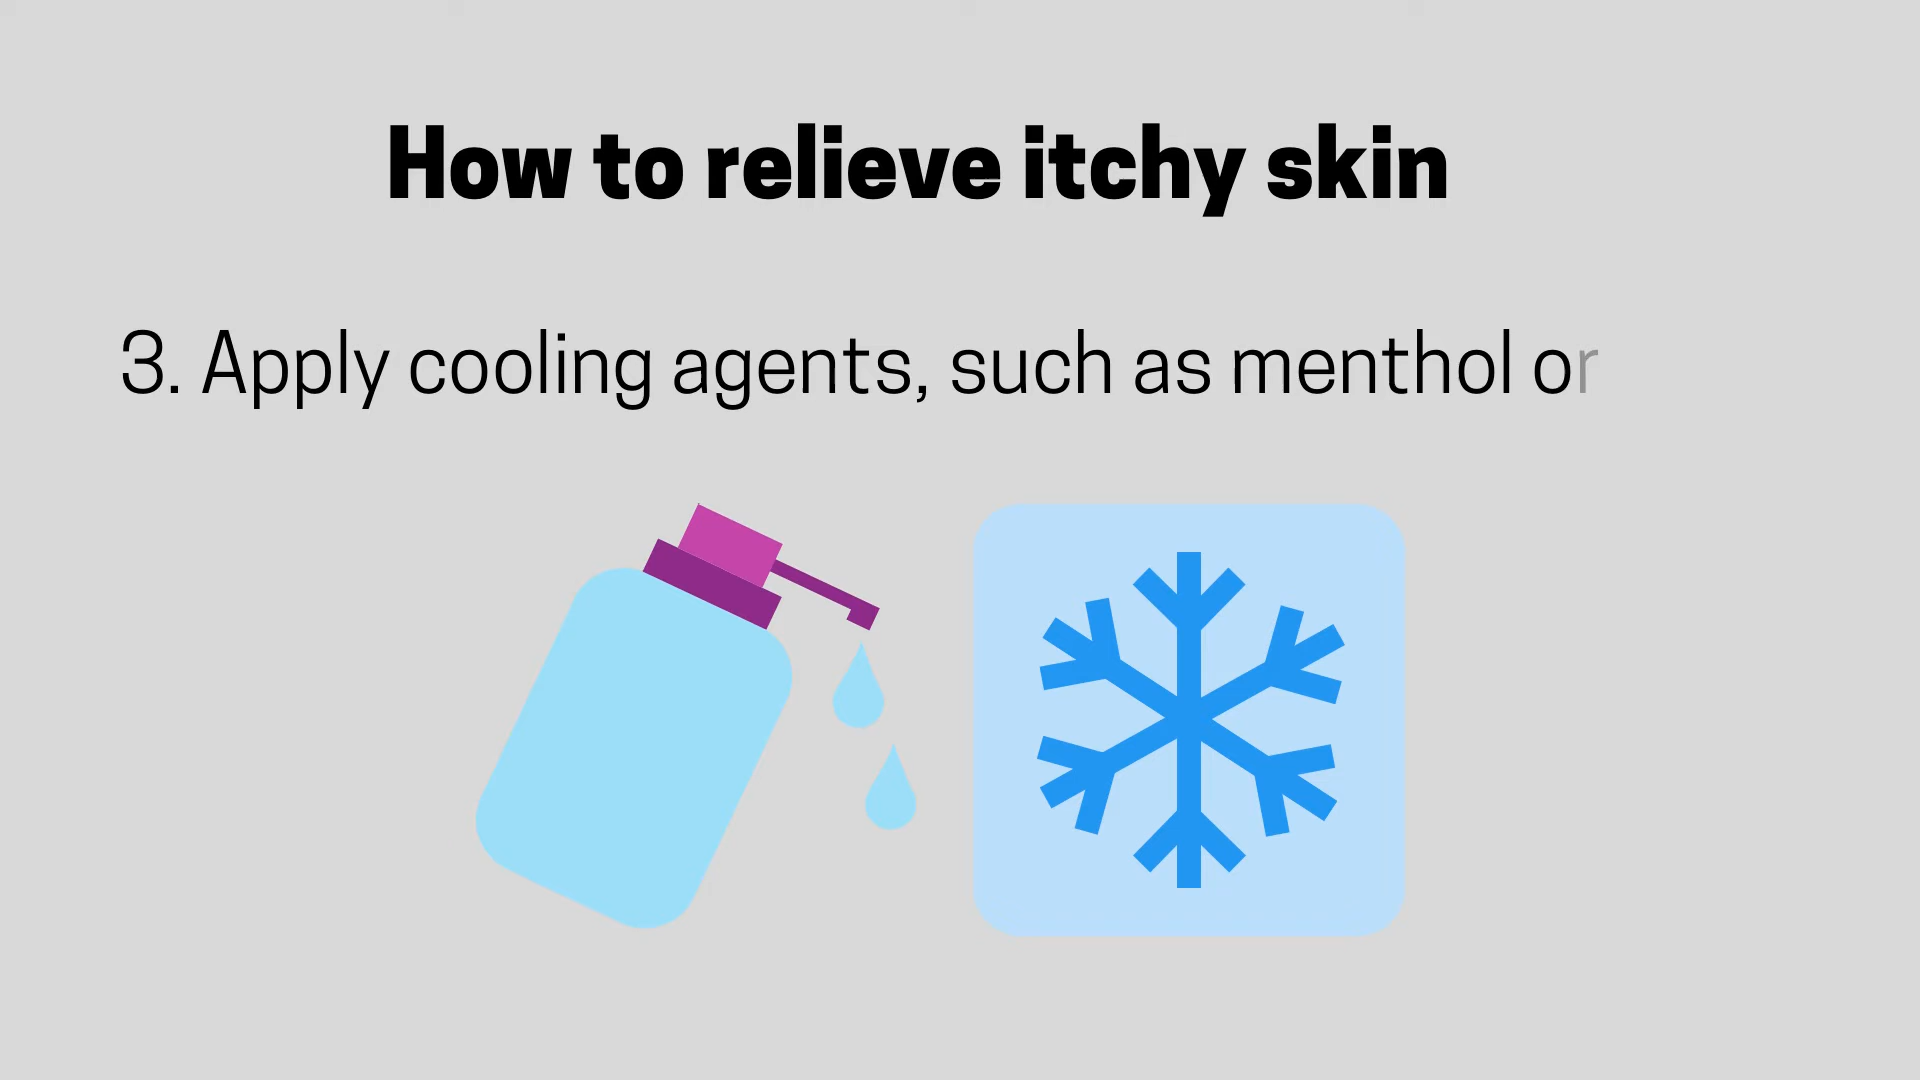 How to relieve itchy skin
3. Apply cooling agents, such as menthol or